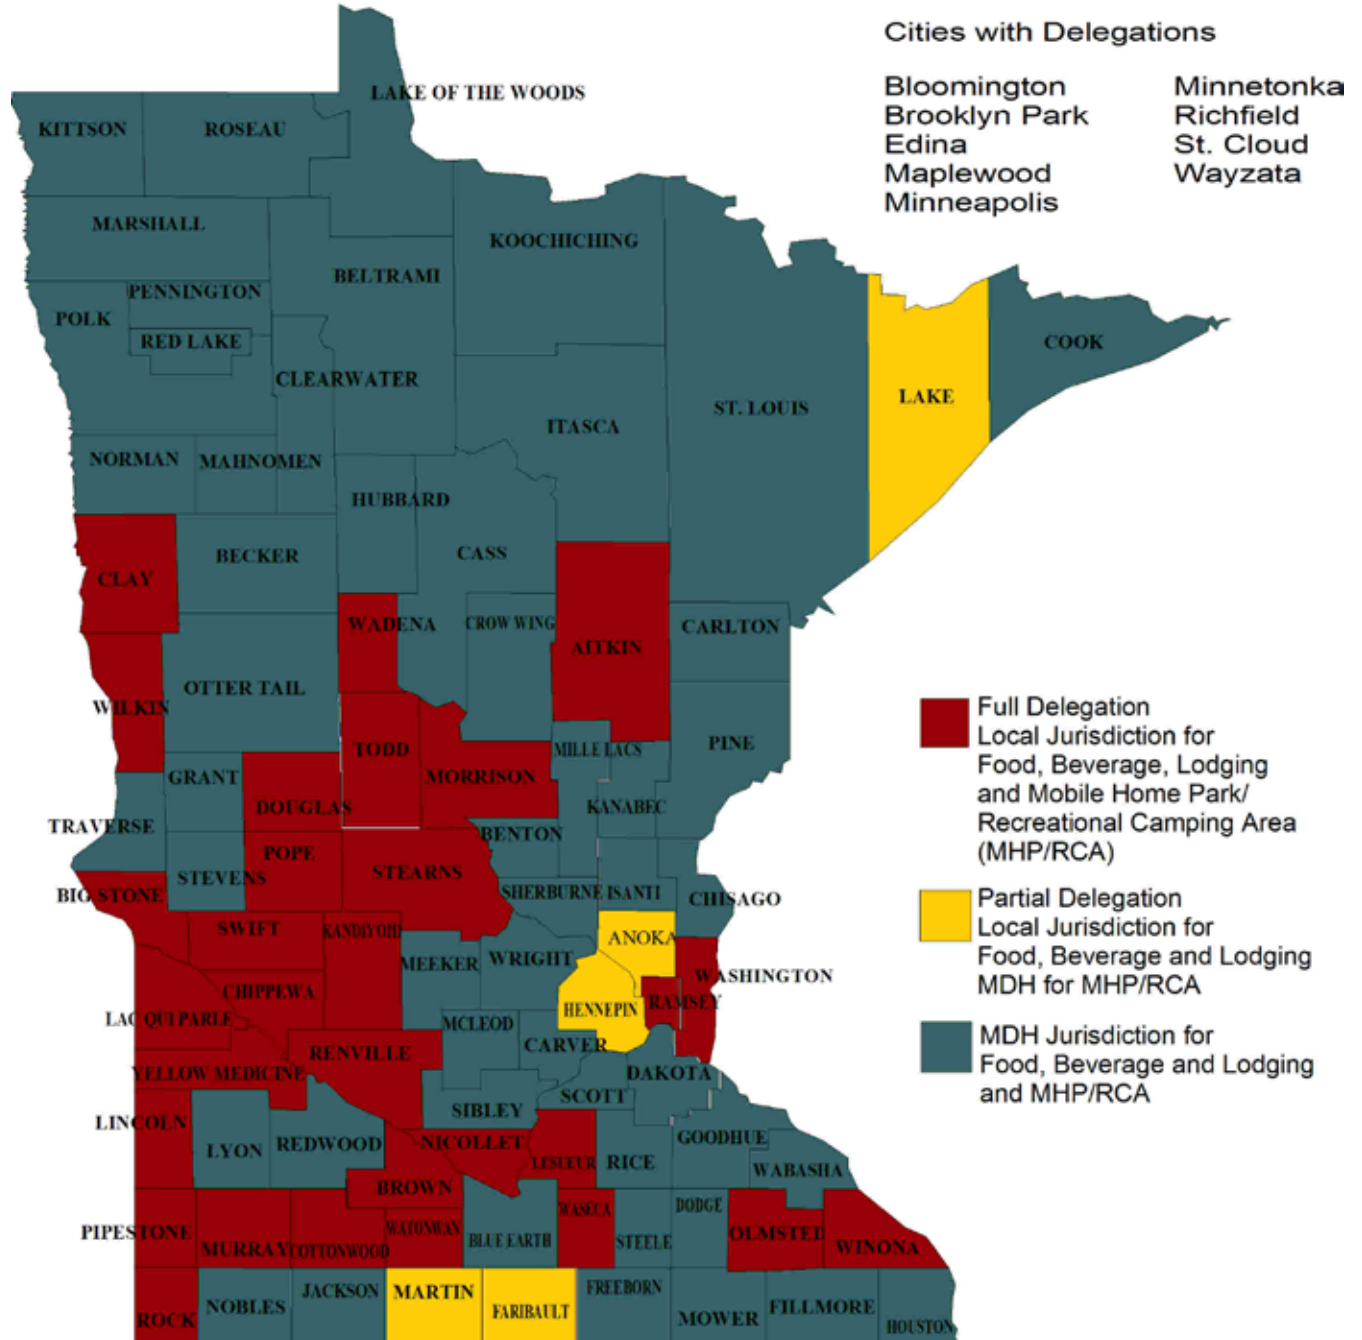 Cities with Delegations
Bloomington
Brooklyn Park
Edina
Maplewood
Minneapolis
Minnetonka
Richfield
St. Cloud
Wayzata
LAKE OF THE WOODS
KITTSON
ROSEAU
MARSHALL
KOOCHICHING
BELTRAMI
PENNINGTON
POLK
RED LAKE
COOK
CLEARWATER
LAKE
ST. LOUIS
ITASCA
NORMAN
MAHNOMEN
HUBBARD
CASS
BECKER
CLAY
WADENA
CROW WING
CARLTON
AITKIN
OTTER TAIL
WILKIN
PINE
TODD
MILLE LACS
GRANT
MORRISON
DOUGLAS
KANABEC
TRAVERSE
BENTON
POPE
STEARNS
STEVENS
BIG STONE
SHERBURNE
ISANTI
CHISAGO
SWIFT
KANDIYOHI
ANOKA
WRIGHT
MEEKER
WASHINGTON
CHIPPEWA
RAMSEY
HENNEPIN
LAC QUI PARLE
MCLEOD
CARVER
RENVILLE
YELLOW MEDICINE
DAKOTA
SCOTT
SIBLEY
LINCOLN
LYON
REDWOOD
NICOLLET
GOODHUE
LESUEUR
RICE
WABASHA
BROWN
DODGE
WASECA
PIPESTONE
WATONWAN
OLMSTED
MURRAY
COTTONWOOD
BLUE EARTH
STEELE
WINONA
JACKSON
MARTIN
FREEBORN
NOBLES
FARIBAULT
FILLMORE
ROCK
MOWER
HOUSTON
Full Delegation
Local Jurisdiction for
Food, Beverage, Lodging
and Mobile Home Park/
Recreational Camping Area
(MHP/RCA)
Partial Delegation
Local Jurisdiction for
Food, Beverage and Lodging
MDH for MHP/RCA
MDH Jurisdiction for
Food, Beverage and Lodging
and MHP/RCA